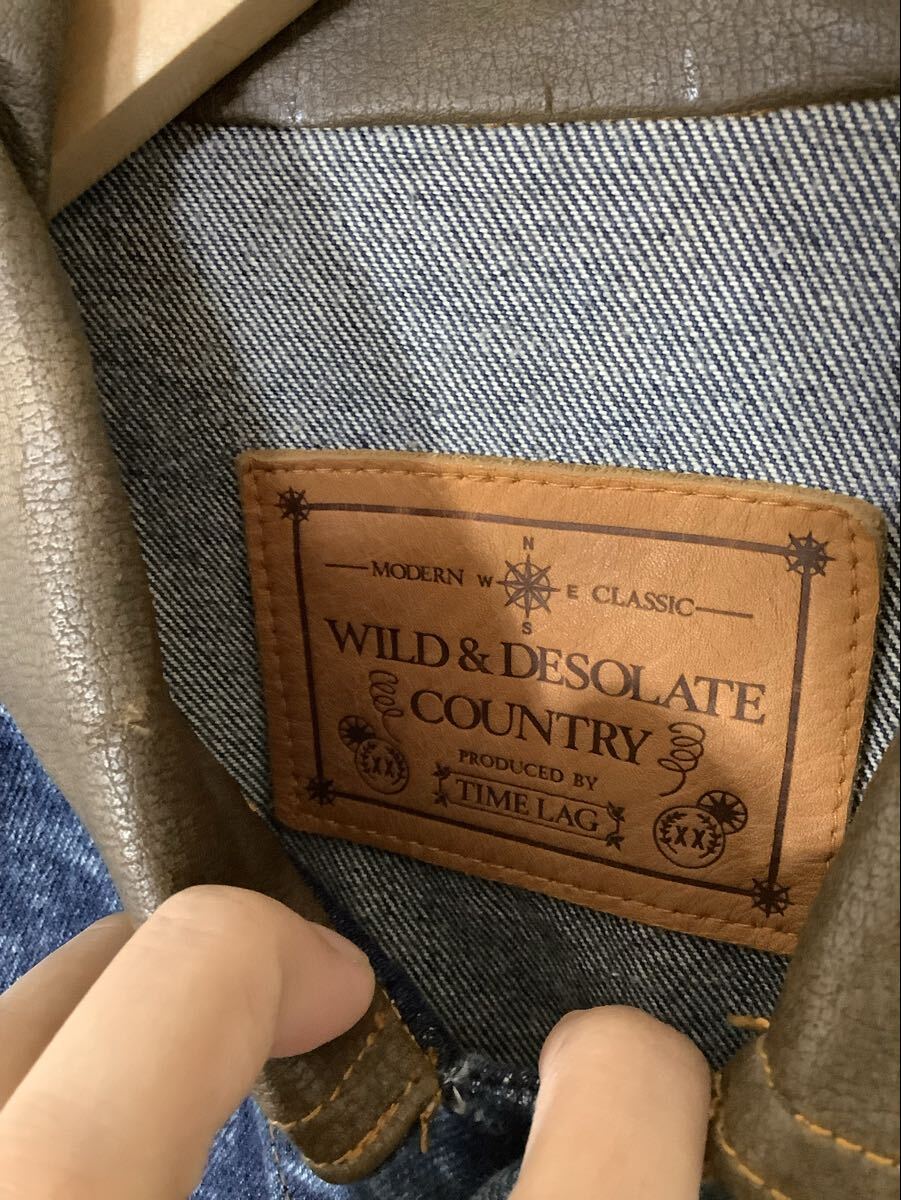 N
MODERN W E CLASSIC
S
WILD & DESOLATE
COUNTRY
PRODUCED BY
TIME LAG
XX XX